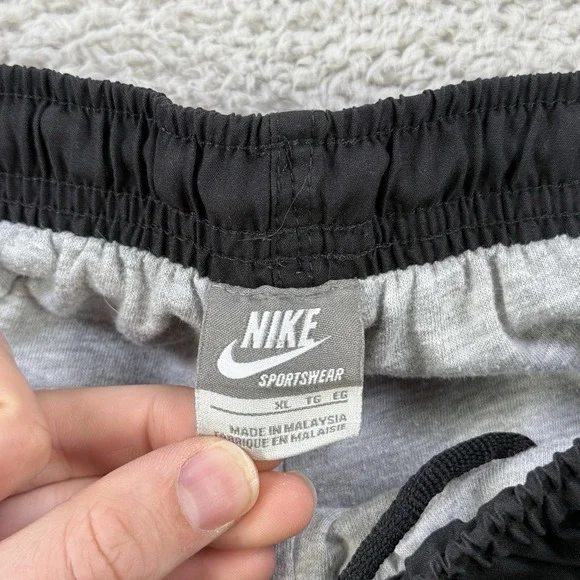 NIKE
SPORTSWEAR
XL TG EG
MADE IN MALAYSIA
FABRIQUE EN MALAISIE